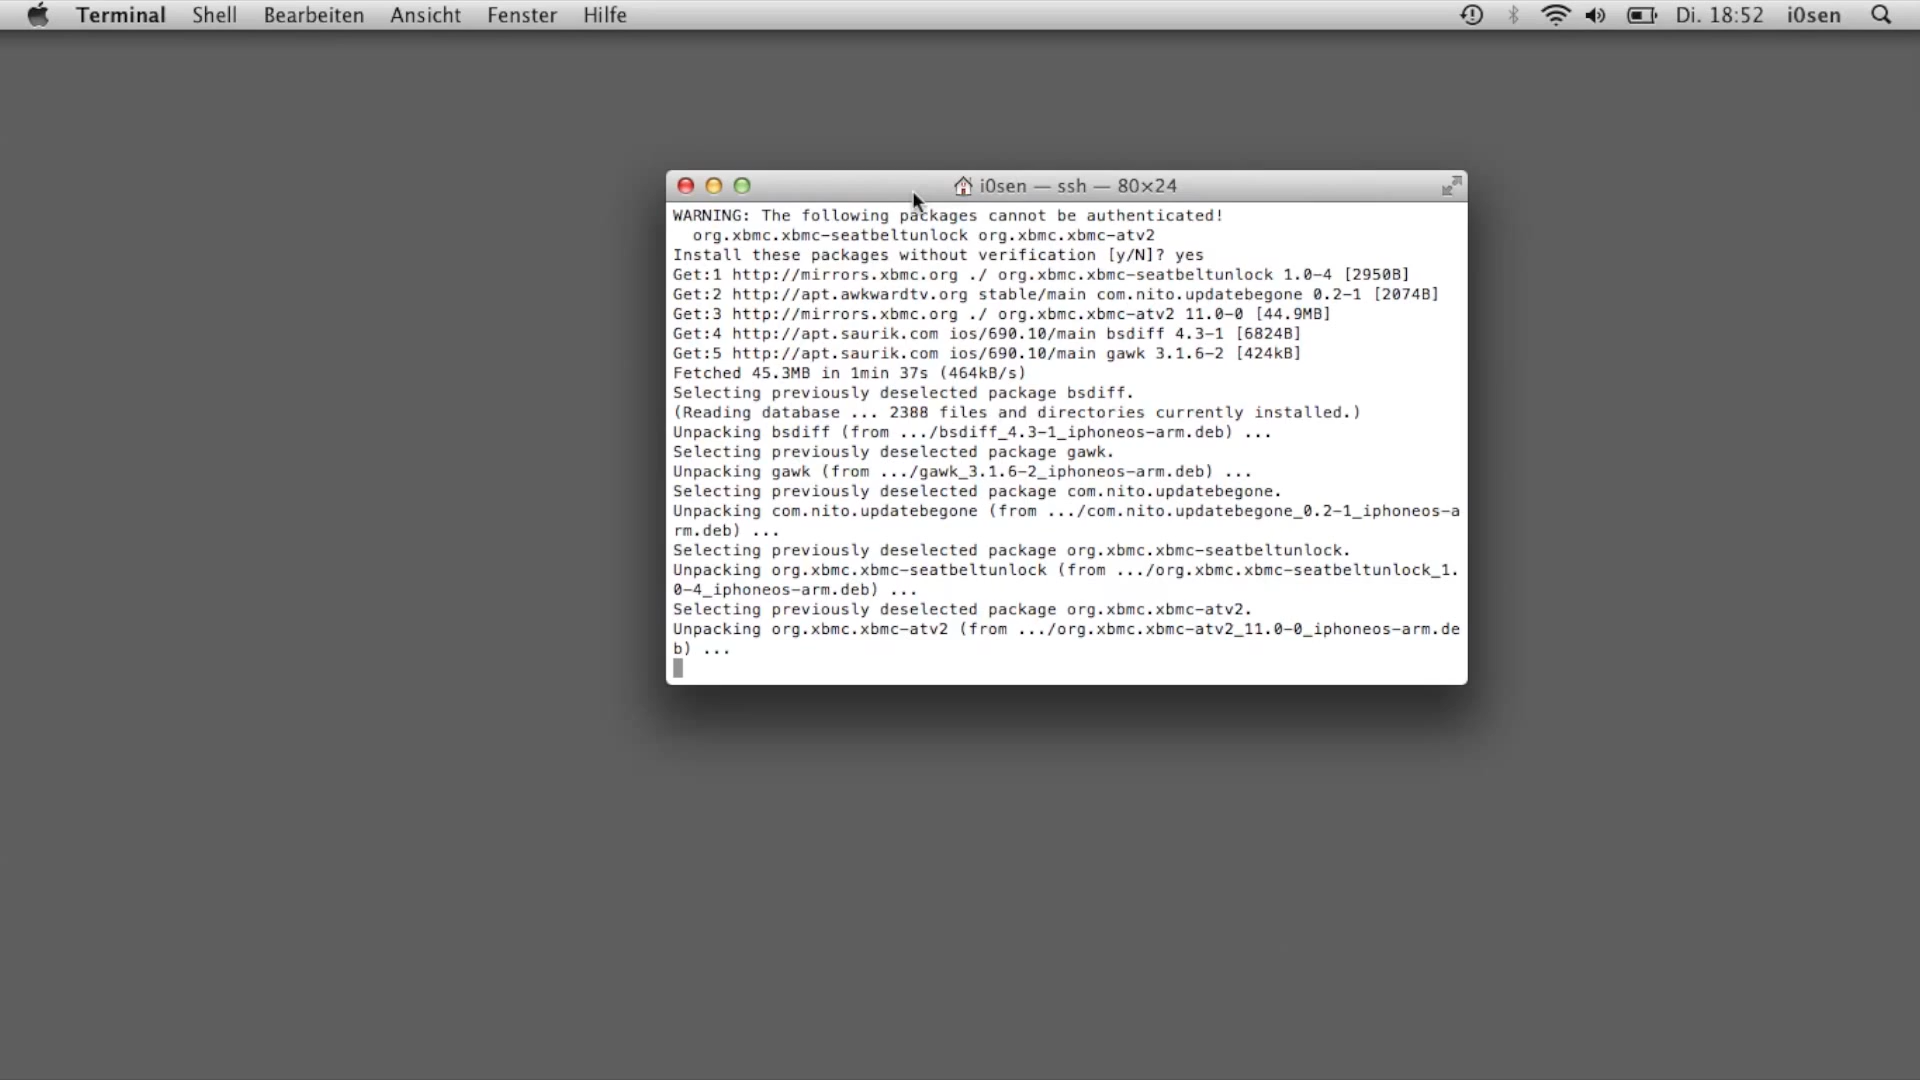 Terminal Shell Bearbeiten Ansicht Fenster Hilfe Di. 18:52 i0sen
i0sen — ssh — 80×24
WARNING: The following packages cannot be authenticated!
org.xbmc.xbmc-seatbeltunlock org.xbmc.xbmc-atv2
Install these packages without verification [y/N]? yes
Get:1 http://mirrors.xbmc.org ./ org.xbmc.xbmc-seatbeltunlock 1.0-4 [2950B]
Get:2 http://apt.awkwardtv.org stable/main com.nito.updatebegone 0.2-1 [2074B]
Get:3 http://mirrors.xbmc.org ./ org.xbmc.xbmc-atv2 11.0-0 [44.9MB]
Get:4 http://apt.saurik.com ios/690.10/main bsdiff 4.3-1 [6824B]
Get:5 http://apt.saurik.com ios/690.10/main gawk 3.1.6-2 [424kB]
Fetched 45.3MB in 1min 37s (464kB/s)
Selecting previously deselected package bsdiff.
(Reading database ... 2388 files and directories currently installed.)
Unpacking bsdiff (from .../bsdiff_4.3-1_iphoneos-arm.deb) ...
Selecting previously deselected package gawk.
Unpacking gawk (from .../gawk_3.1.6-2_iphoneos-arm.deb) ...
Selecting previously deselected package com.nito.updatebegone.
Unpacking com.nito.updatebegone (from .../com.nito.updatebegone_0.2-1_iphoneos-a
rm.deb) ...
Selecting previously deselected package org.xbmc.xbmc-seatbeltunlock.
Unpacking org.xbmc.xbmc-seatbeltunlock (from .../org.xbmc.xbmc-seatbeltunlock_1.
0-4_iphoneos-arm.deb) ...
Selecting previously deselected package org.xbmc.xbmc-atv2.
Unpacking org.xbmc.xbmc-atv2 (from .../org.xbmc.xbmc-atv2_11.0-0_iphoneos-arm.de
b) ...